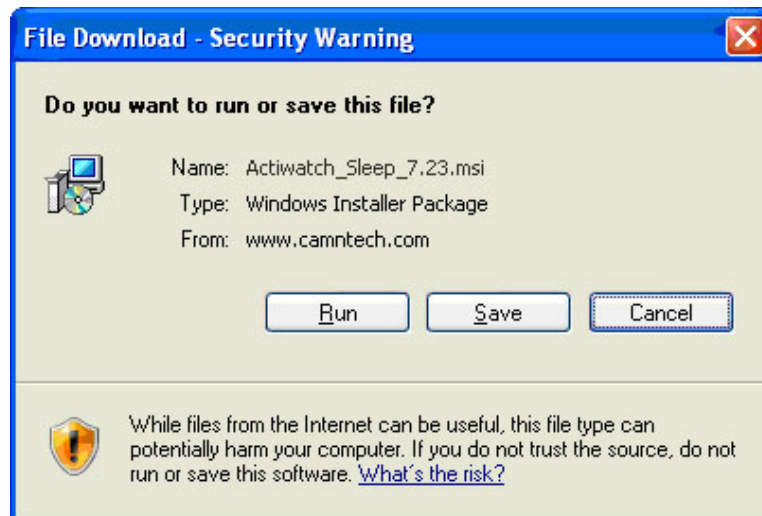 File Download - Security Warning
Do you want to run or save this file?
Name: Actiwatch_Sleep_7.23.msi
Type: Windows Installer Package
From: www.camntech.com
Run Save Cancel
While files from the Internet can be useful, this file type can
potentially harm your computer. If you do not trust the source, do not
run or save this software. What's the risk?